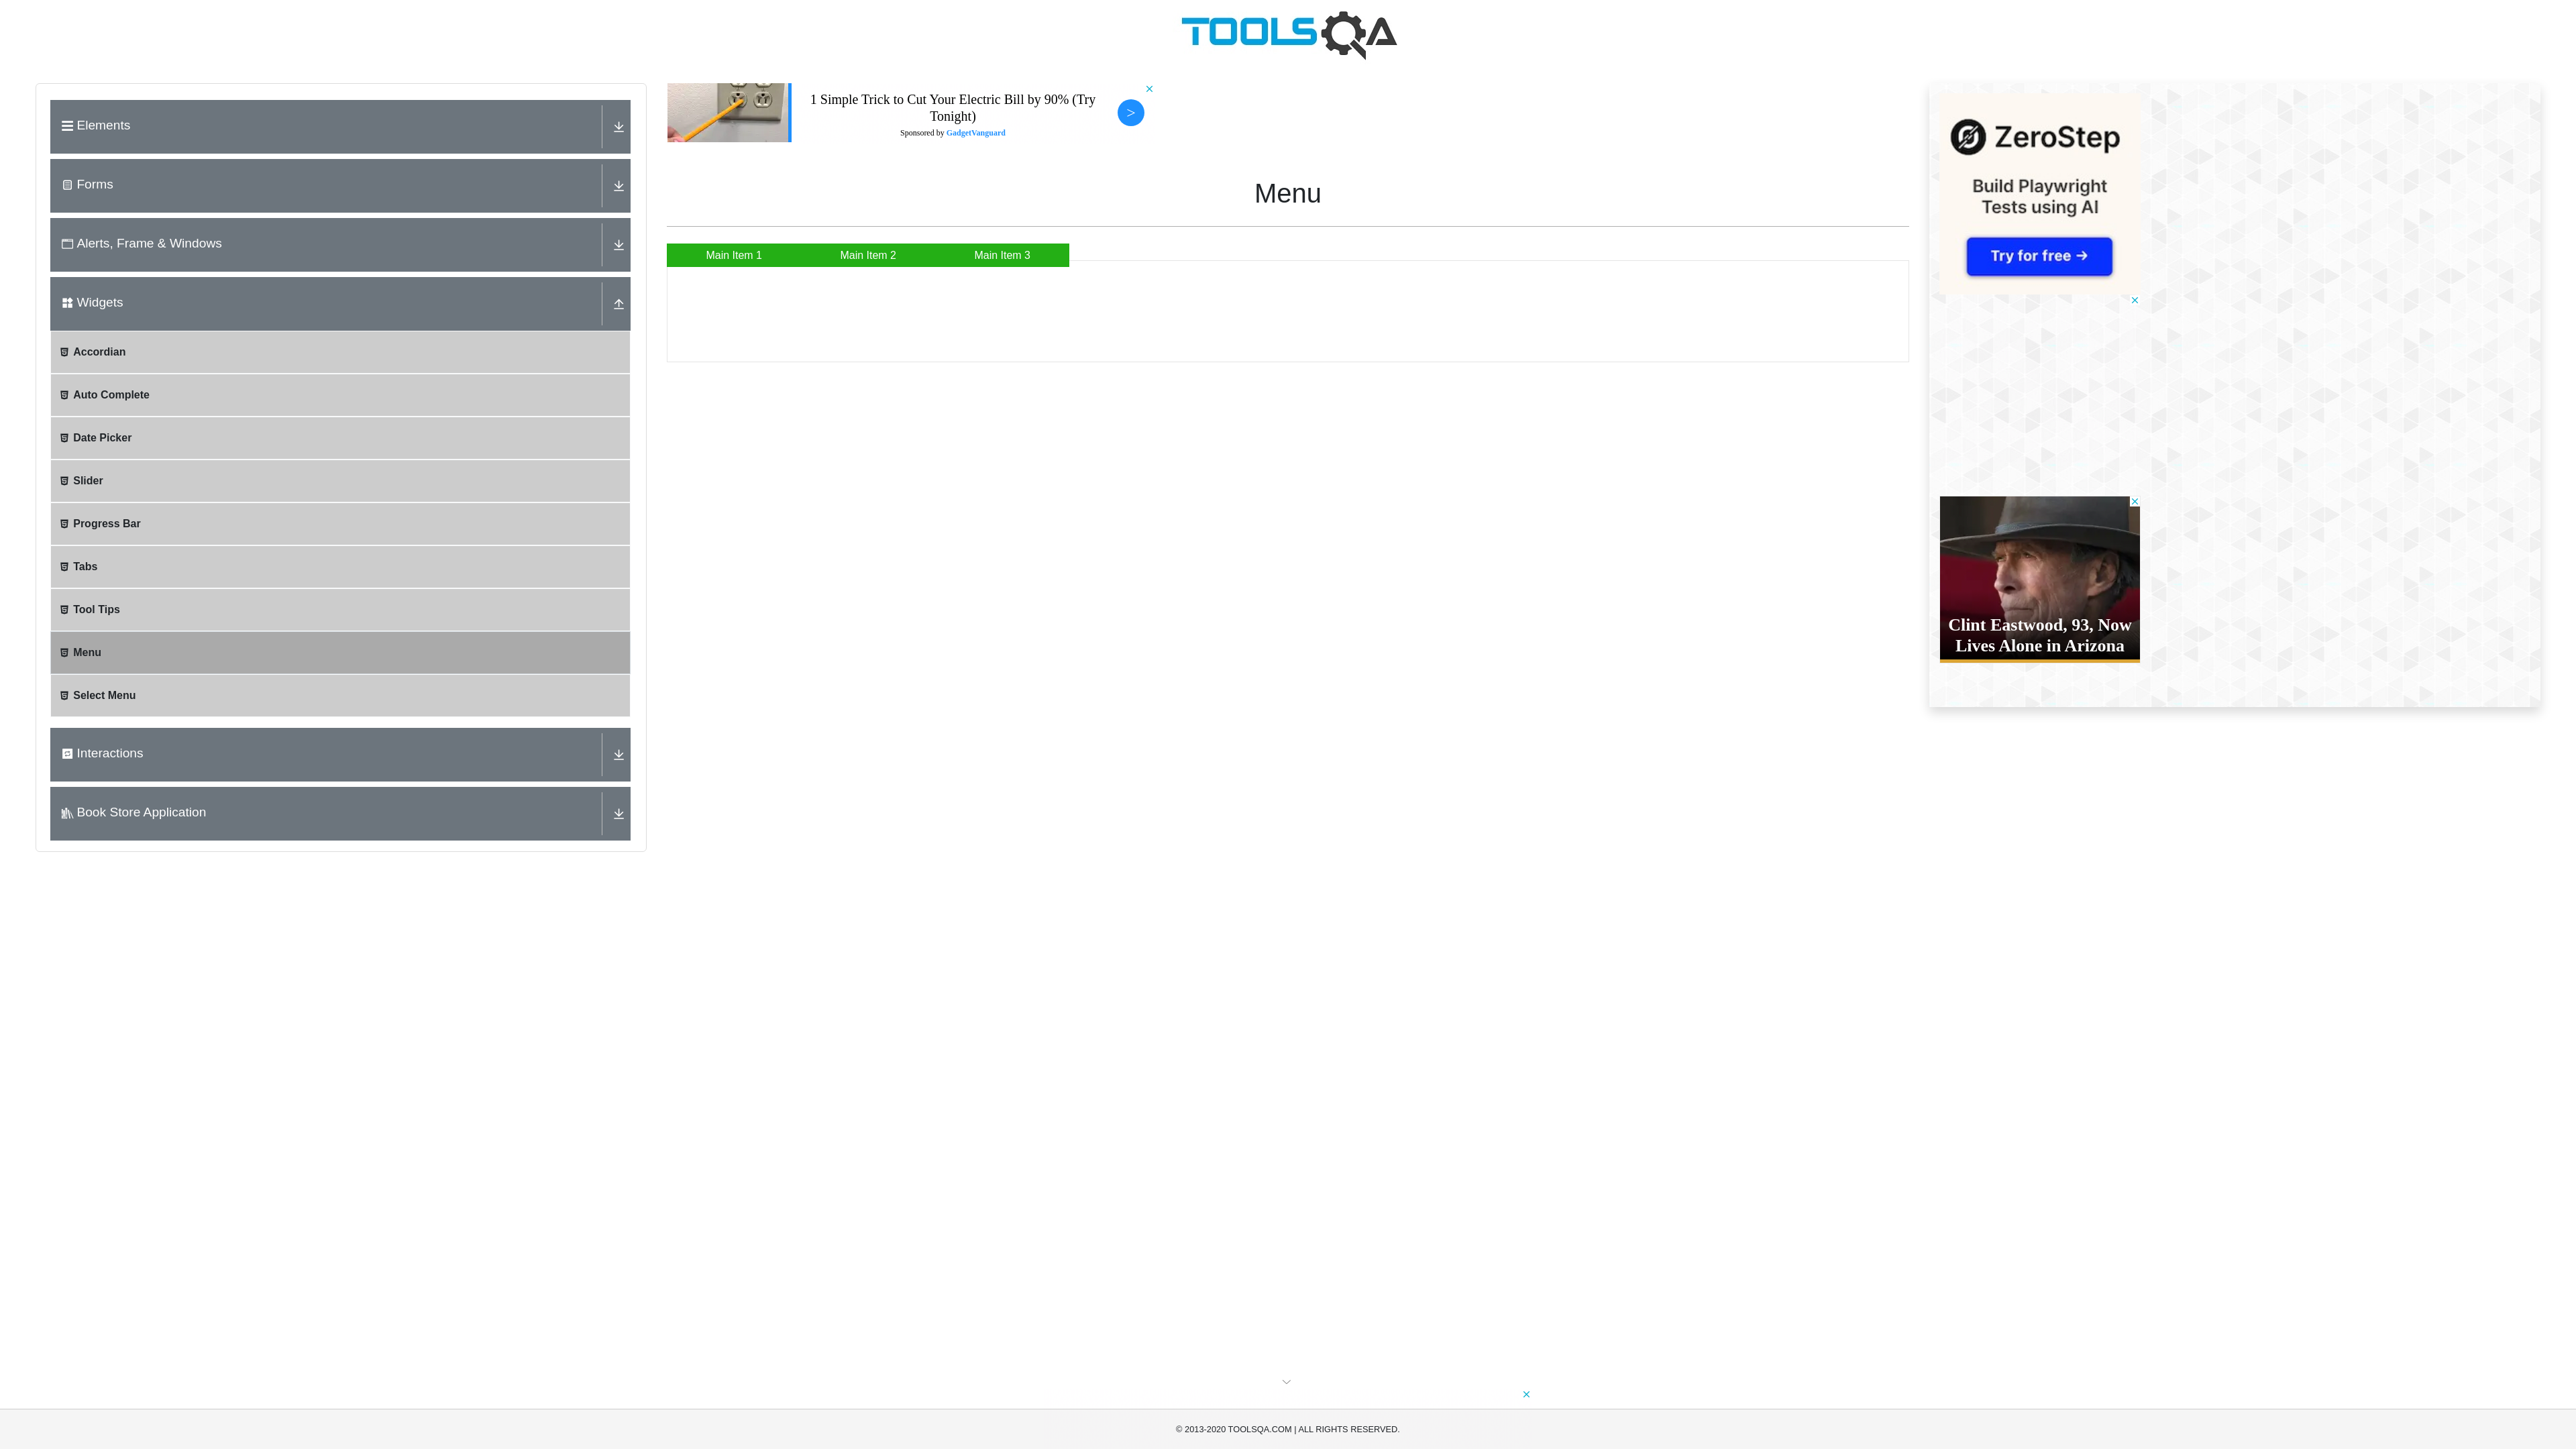 TOOLSQA
Elements
Forms
Alerts, Frame & Windows
Widgets
Accordian
Auto Complete
Date Picker
Slider
Progress Bar
Tabs
Tool Tips
Menu
Select Menu
Interactions
Book Store Application
1 Simple Trick to Cut Your Electric Bill by 90% (Try
Tonight)
Sponsored by GadgetVanguard
>
Menu
Main Item 1
Main Item 2
Main Item 3
ZeroStep
Build Playwright
Tests using AI
Try for free →
Clint Eastwood, 93, Now
Lives Alone in Arizona
© 2013-2020 TOOLSQA.COM | ALL RIGHTS RESERVED.